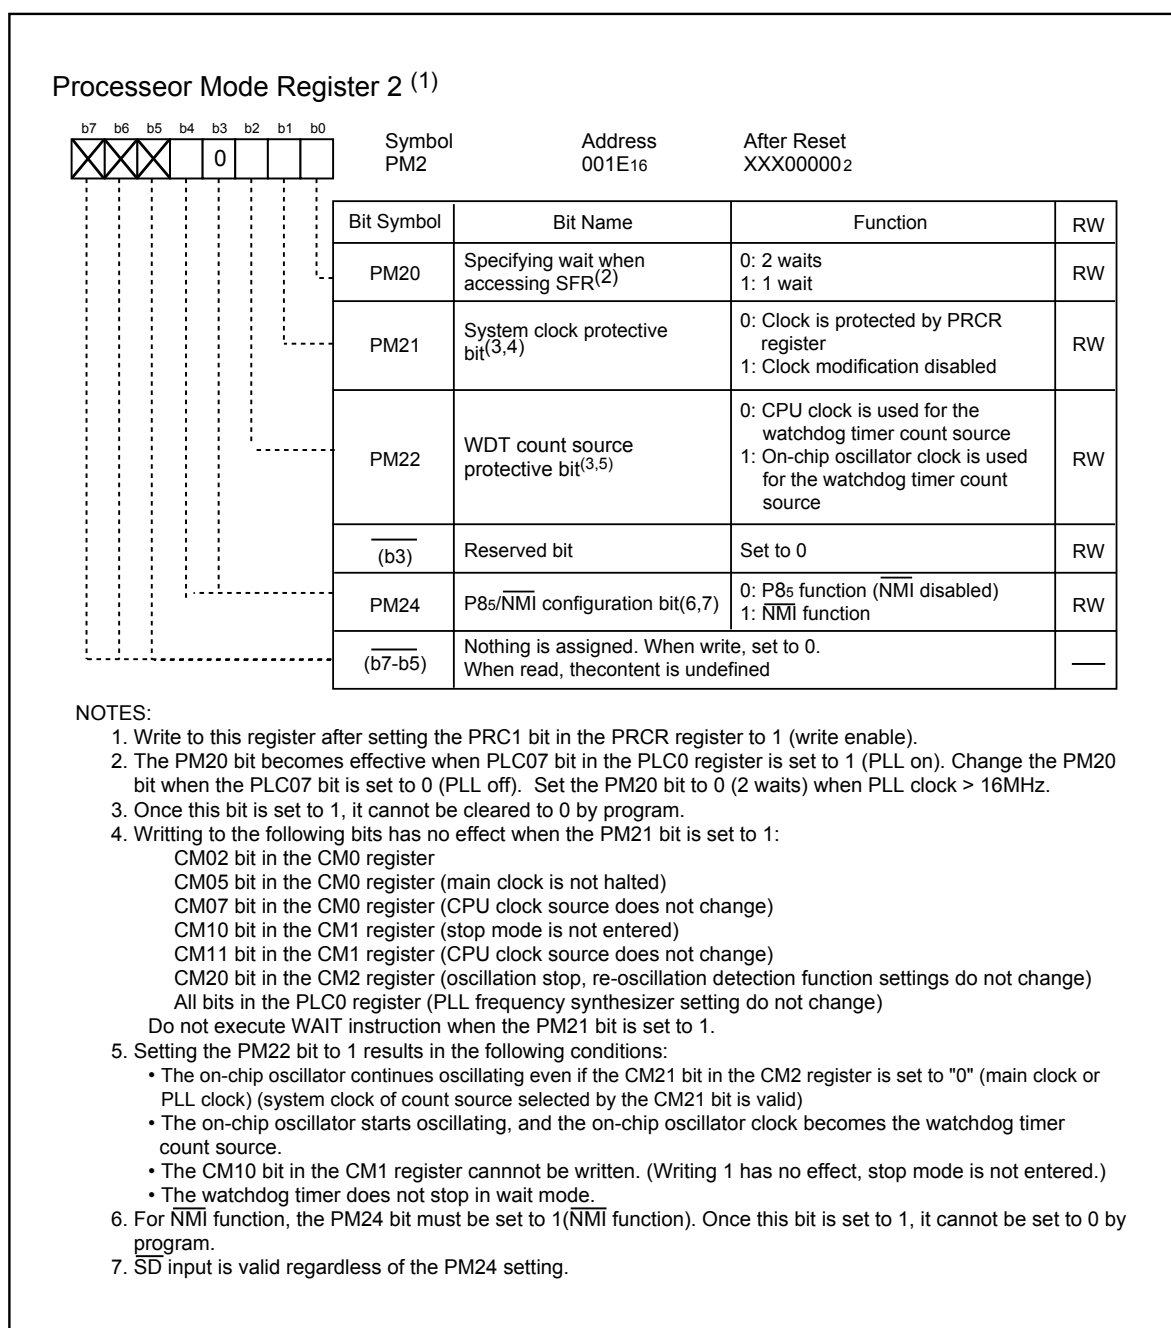 Processeor Mode Register 2 (1)
b7 b6 b5 b4 b3 b2 b1 b0
0
Symbol Address After Reset
PM2 001E16 XXX000002
Bit Symbol Bit Name Function RW
PM20 Specifying wait when accessing SFR(2) 0: 2 waits
1: 1 wait RW
PM21 System clock protective bit(3,4) 0: Clock is protected by PRCR register
1: Clock modification disabled RW
PM22 WDT count source protective bit(3,5) 0: CPU clock is used for the watchdog timer count source
1: On-chip oscillator clock is used for the watchdog timer count source RW
(b3) Reserved bit Set to 0 RW
PM24 P85/NMI configuration bit(6,7) 0: P85 function (NMI disabled)
1: NMI function RW
(b7-b5) Nothing is assigned. When write, set to 0.
When read, thecontent is undefined —
NOTES:
1. Write to this register after setting the PRC1 bit in the PRCR register to 1 (write enable).
2. The PM20 bit becomes effective when PLC07 bit in the PLC0 register is set to 1 (PLL on). Change the PM20
bit when the PLC07 bit is set to 0 (PLL off). Set the PM20 bit to 0 (2 waits) when PLL clock > 16MHz.
3. Once this bit is set to 1, it cannot be cleared to 0 by program.
4. Writting to the following bits has no effect when the PM21 bit is set to 1:
CM02 bit in the CM0 register
CM05 bit in the CM0 register (main clock is not halted)
CM07 bit in the CM0 register (CPU clock source does not change)
CM10 bit in the CM1 register (stop mode is not entered)
CM11 bit in the CM1 register (CPU clock source does not change)
CM20 bit in the CM2 register (oscillation stop, re-oscillation detection function settings do not change)
All bits in the PLC0 register (PLL frequency synthesizer setting do not change)
Do not execute WAIT instruction when the PM21 bit is set to 1.
5. Setting the PM22 bit to 1 results in the following conditions:
• The on-chip oscillator continues oscillating even if the CM21 bit in the CM2 register is set to "0" (main clock or
PLL clock) (system clock of count source selected by the CM21 bit is valid)
• The on-chip oscillator starts oscillating, and the on-chip oscillator clock becomes the watchdog timer
count source.
• The CM10 bit in the CM1 register cannnot be written. (Writing 1 has no effect, stop mode is not entered.)
• The watchdog timer does not stop in wait mode.
6. For NMI function, the PM24 bit must be set to 1(NMI function). Once this bit is set to 1, it cannot be set to 0 by
program.
7. SD input is valid regardless of the PM24 setting.